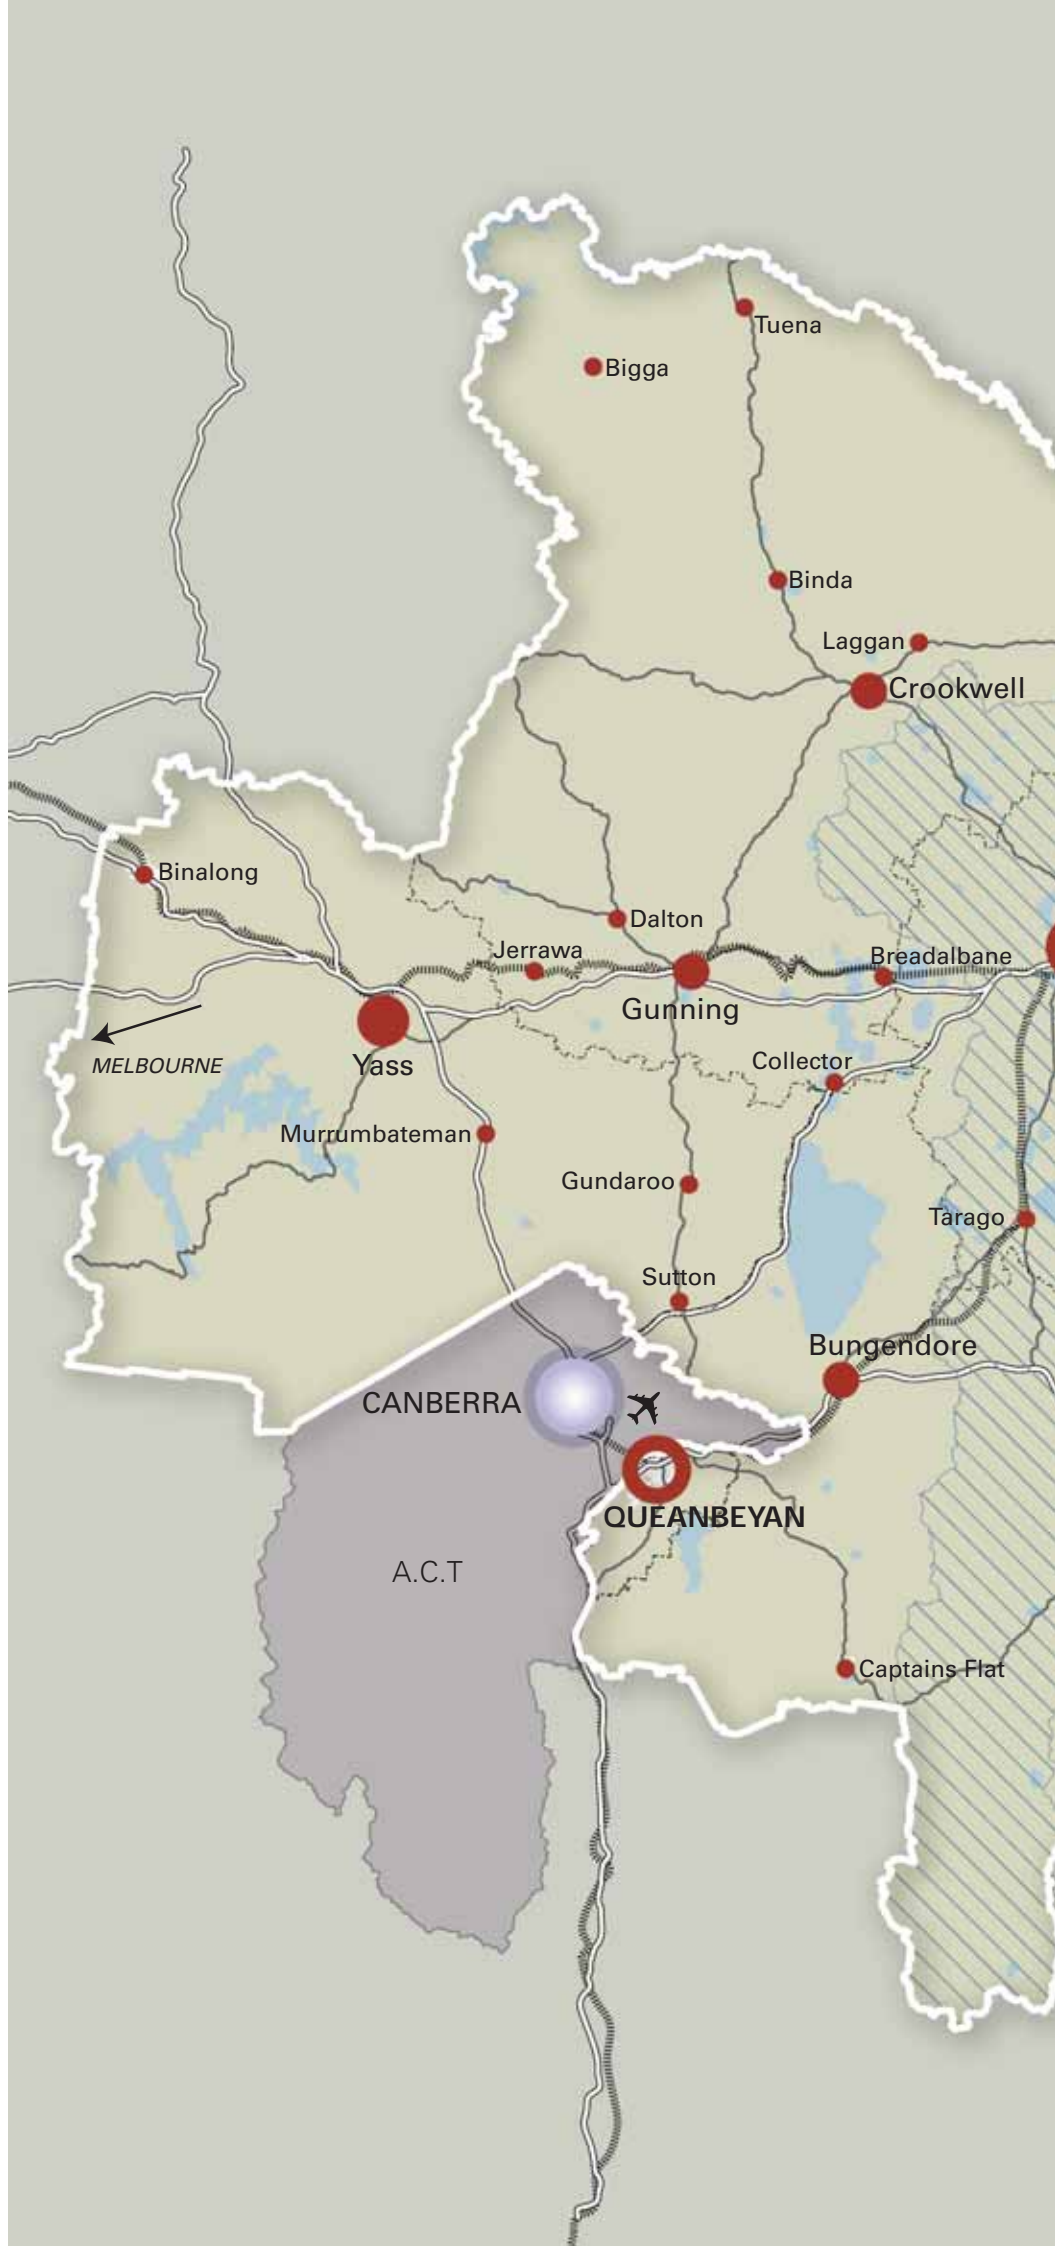 Tuena
Bigga
Binda
Laggan
Crookwell
Binalong
Dalton
Jerrawa
Breadalbane
Gunning
Collector
MELBOURNE
Yass
Murrumbateman
Gundaroo
Tarago
Sutton
Bungendore
CANBERRA
QUEANBEYAN
A.C.T
Captains Flat